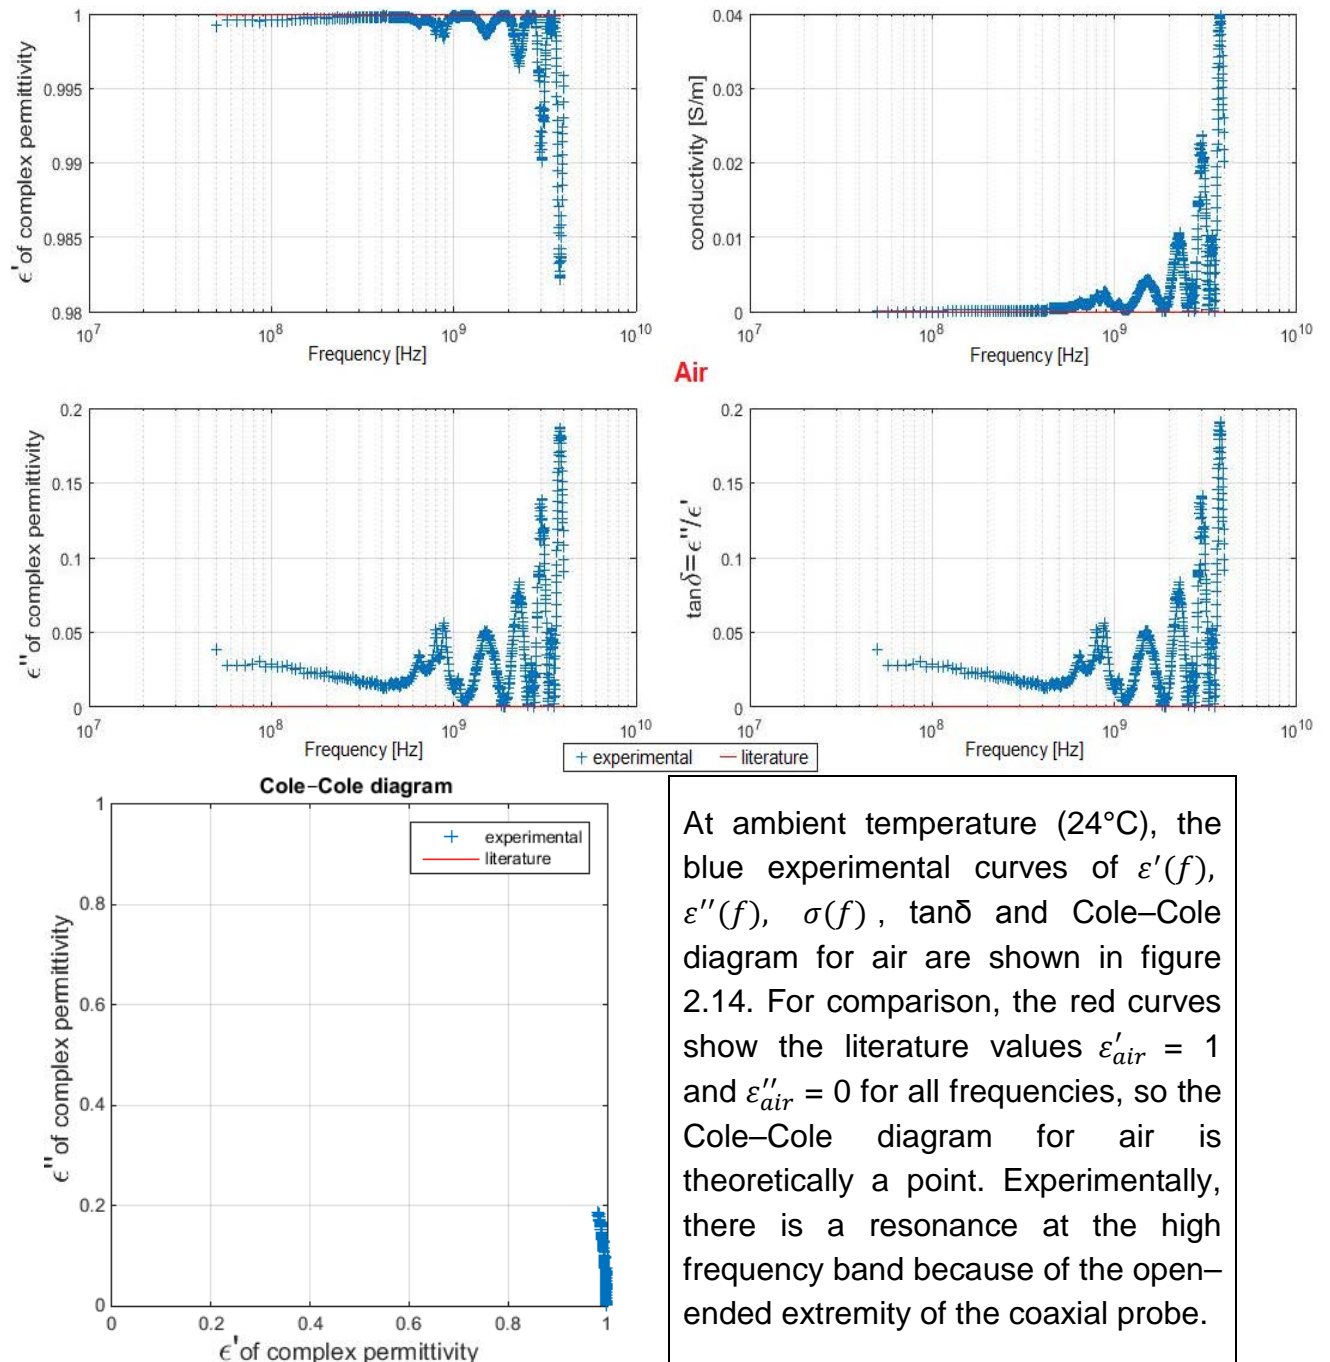 1
0.995
0.99
0.985
0.98
10^7
10^8
10^9
10^10
Frequency [Hz]
ϵ' of complex permittivity
0.04
0.03
0.02
0.01
0
10^7
10^8
10^9
10^10
Frequency [Hz]
conductivity [S/m]
Air
0.2
0.15
0.1
0.05
0
10^7
10^8
10^9
10^10
Frequency [Hz]
ϵ'' of complex permittivity
0.2
0.15
0.1
0.05
0
10^7
10^8
10^9
10^10
Frequency [Hz]
tanδ=ϵ''/ϵ'
experimental literature
Cole–Cole diagram
1
0.8
0.6
0.4
0.2
0
0 0.2 0.4 0.6 0.8 1
ϵ' of complex permittivity
ϵ'' of complex permittivity
experimental
literature
At ambient temperature (24°C), the
blue experimental curves of ε′(f),
ε′′(f), σ(f) , tanδ and Cole–Cole
diagram for air are shown in figure
2.14. For comparison, the red curves
show the literature values ε′air = 1
and ε′′air = 0 for all frequencies, so the
Cole–Cole diagram for air is
theoretically a point. Experimentally,
there is a resonance at the high
frequency band because of the open–
ended extremity of the coaxial probe.